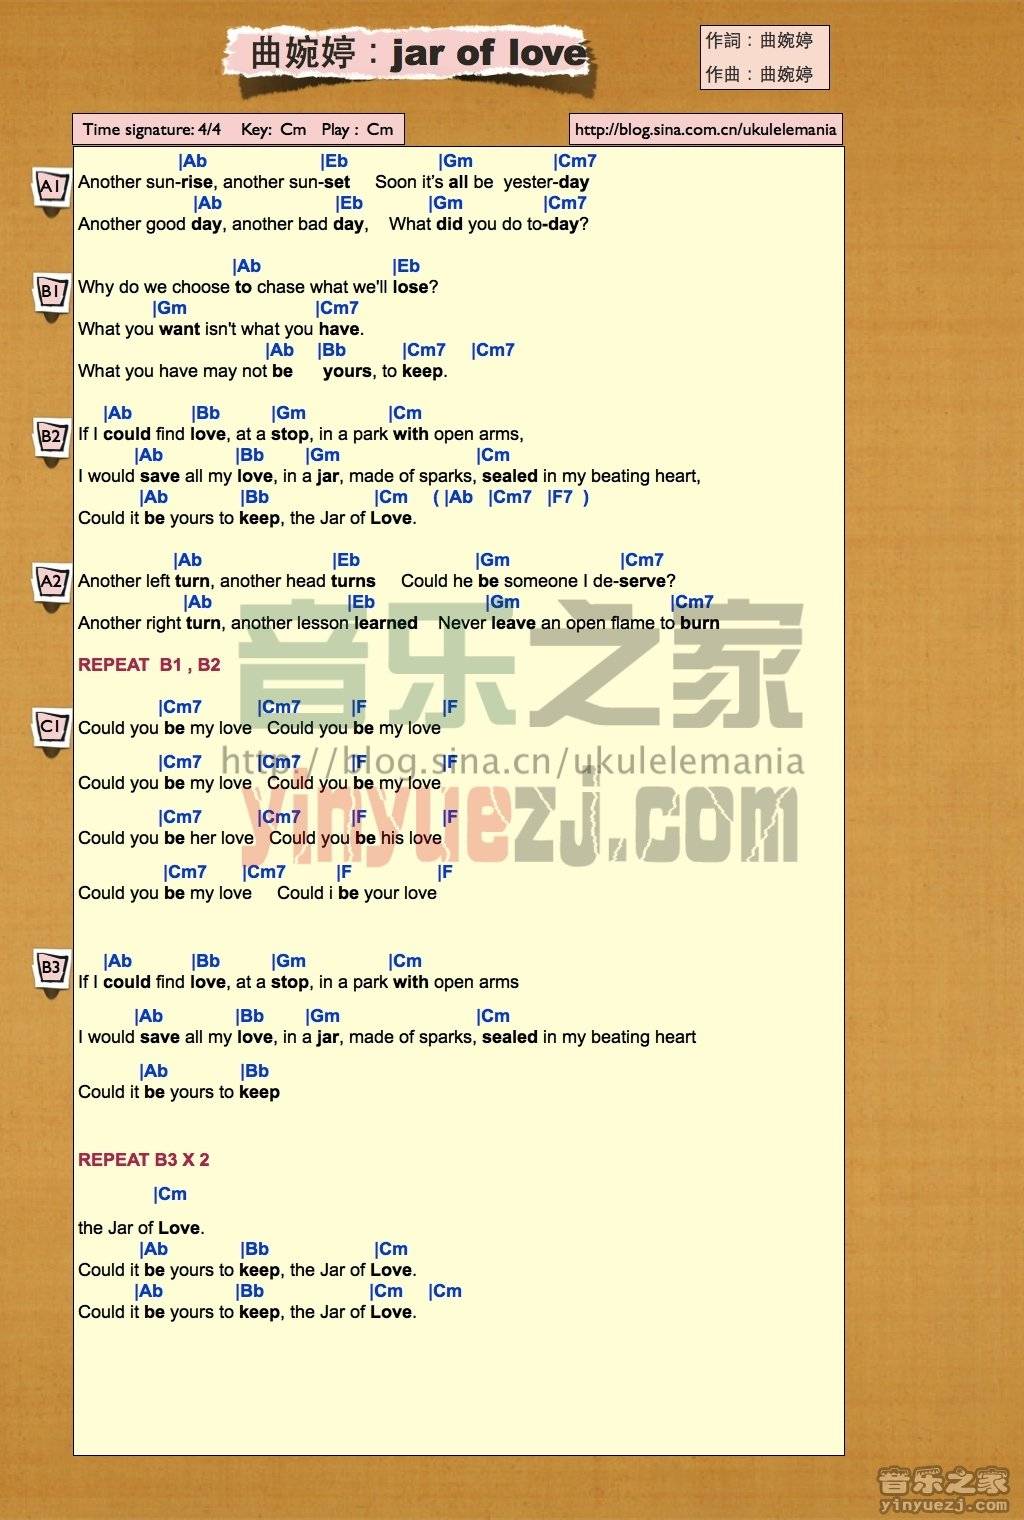 曲婉婷：jar of love
作詞：曲婉婷
作曲：曲婉婷
Time signature: 4/4 Key: Cm Play : Cm
http://blog.sina.com.cn/ukulelemania
|Ab |Eb |Gm |Cm7
A1 Another sun-rise, another sun-set Soon it's all be yester-day
|Ab |Eb |Gm |Cm7
Another good day, another bad day, What did you do to-day?
|Ab |Eb
B1 Why do we choose to chase what we'll lose?
|Gm |Cm7
What you want isn't what you have.
|Ab |Bb |Cm7 |Cm7
What you have may not be yours, to keep.
|Ab |Bb |Gm |Cm
B2 If I could find love, at a stop, in a park with open arms,
|Ab |Bb |Gm |Cm
I would save all my love, in a jar, made of sparks, sealed in my beating heart,
|Ab |Bb |Cm ( |Ab |Cm7 |F7 )
Could it be yours to keep, the Jar of Love.
|Ab |Eb |Gm |Cm7
A2 Another left turn, another head turns Could he be someone I de-serve?
|Ab |Eb |Gm |Cm7
Another right turn, another lesson learned Never leave an open flame to burn
音乐之家
REPEAT B1 , B2
|Cm7 |Cm7 |F |F
C1 Could you be my love Could you be my love
http://blog.sina.cn/ukulelemania
|Cm7 |Cm7 |F |F
Could you be my love Could you be my love
yinyuezj.com
|Cm7 |Cm7 |F |F
Could you be her love Could you be his love
|Cm7 |Cm7 |F |F
Could you be my love Could i be your love
|Ab |Bb |Gm |Cm
B3 If I could find love, at a stop, in a park with open arms
|Ab |Bb |Gm |Cm
I would save all my love, in a jar, made of sparks, sealed in my beating heart
|Ab |Bb
Could it be yours to keep
REPEAT B3 X 2
|Cm
the Jar of Love.
|Ab |Bb |Cm
Could it be yours to keep, the Jar of Love.
|Ab |Bb |Cm |Cm
Could it be yours to keep, the Jar of Love.
音乐之家
yinyuezj.com